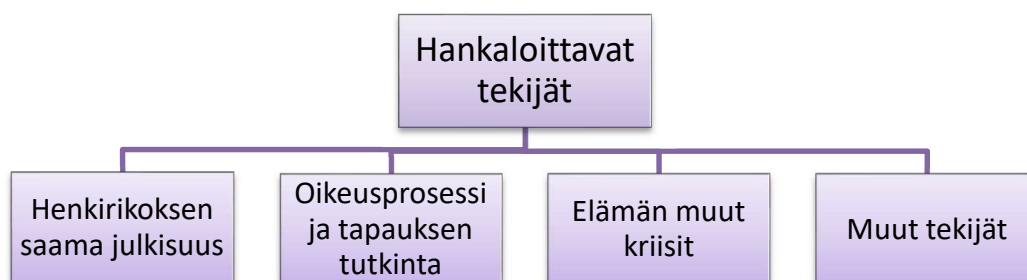 Hankaloittavat
tekijät
Henkirikoksen
saama julkisuus
Oikeusprosessi
ja tapauksen
tutkinta
Elämän muut
kriisit
Muut tekijät